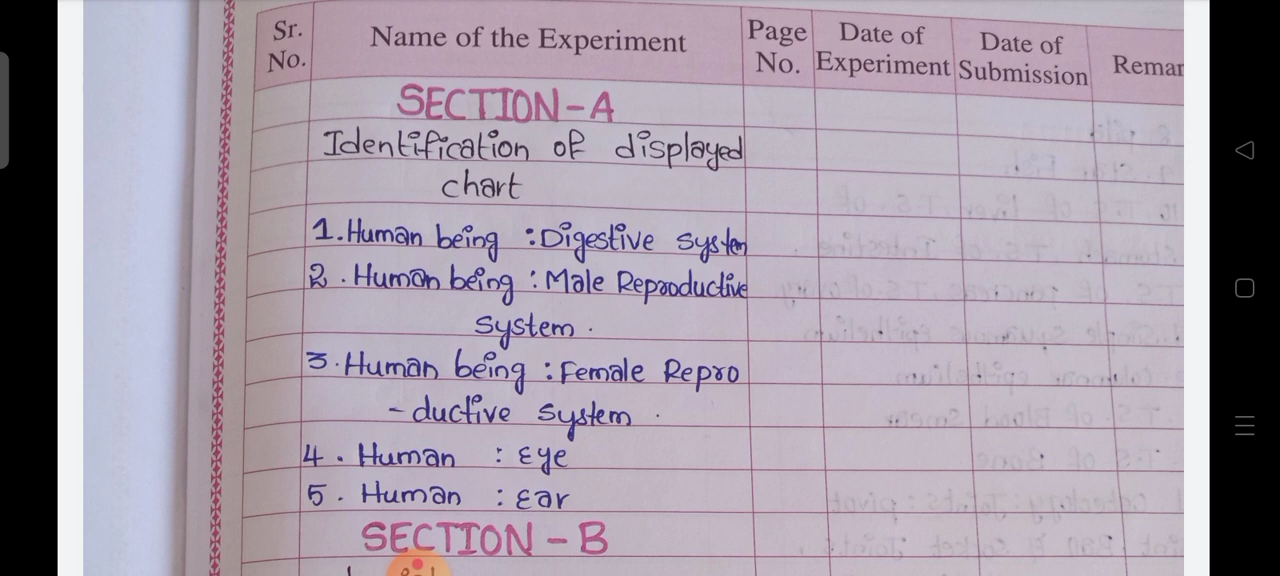 Sr. No.
Name of the Experiment
Page No.
Date of Experiment
Date of Submission
Remar
SECTION-A
Identification of displayed
chart
1. Human being : Digestive system
2. Human being : Male Reproductive
system.
3. Human being : Female Repro
-ductive system.
4. Human : Eye
5. Human : Ear
SECTION - B